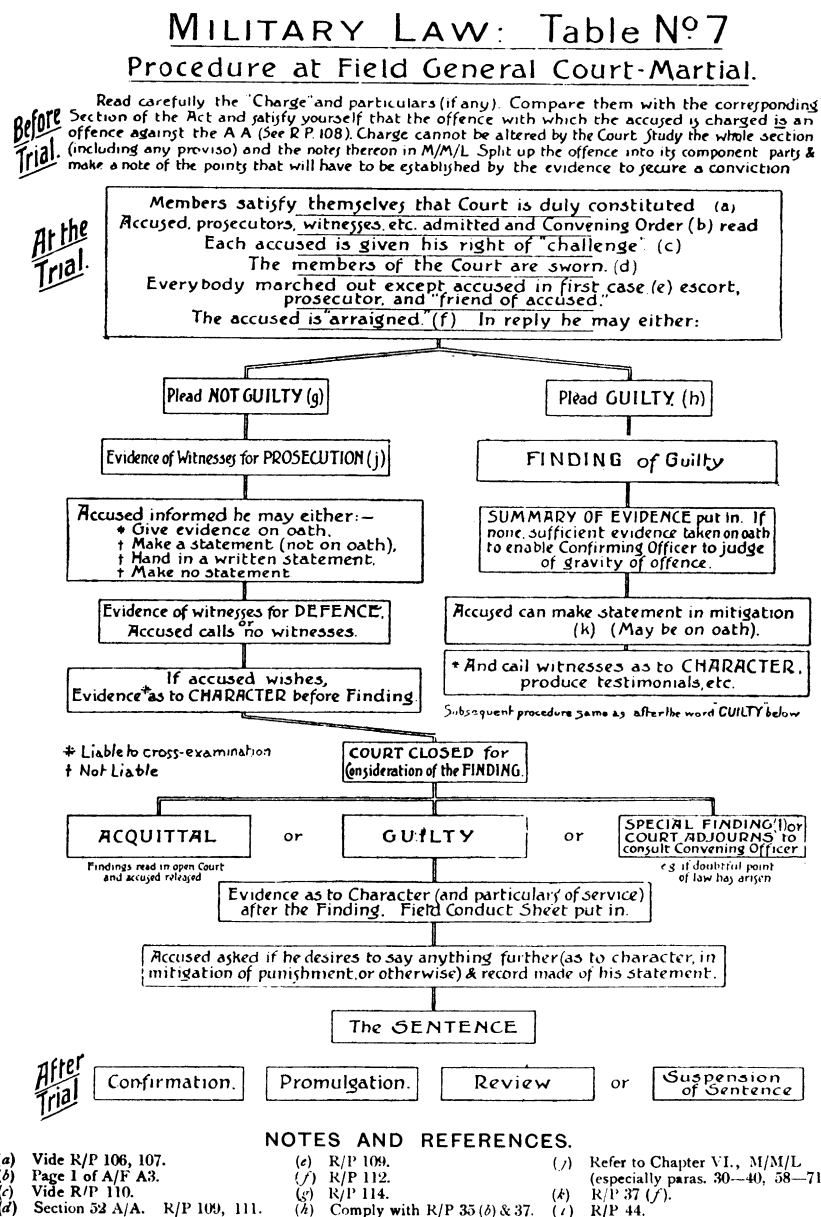 MILITARY LAW: Table No 7
Procedure at Field General Court-Martial.
Before
Trial.
Read carefully the "Charge" and particulars (if any). Compare them with the corresponding
Section of the Act and satisfy yourself that the offence with which the accused is charged is an
offence against the A A (See R P. 108). Charge cannot be altered by the Court Study the whole section
(including any proviso) and the notes thereon in M/M/L Split up the offence into its component parts &
make a note of the points that will have to be established by the evidence to secure a conviction
At the
Trial.
Members satisfy themselves that Court is duly constituted (a)
Accused, prosecutors, witnesses, etc. admitted and Convening Order (b) read
Each accused is given his right of "challenge" (c)
The members of the Court are sworn. (d)
Everybody marched out except accused in first case (e) escort,
prosecutor, and "friend of accused."
The accused is "arraigned." (f) In reply he may either:
Plead NOT GUILTY (g)
Evidence of Witnesses for PROSECUTION (j)
Accused informed he may either:—
* Give evidence on oath,
† Make a statement (not on oath),
† Hand in a written statement,
† Make no statement
Evidence of witnesses for DEFENCE,
or
Accused calls no witnesses.
If accused wishes,
Evidence * as to CHARACTER before Finding.
Plead GUILTY (h)
FINDING of Guilty
SUMMARY OF EVIDENCE put in. If
none, sufficient evidence taken on oath
to enable Confirming Officer to judge
of gravity of offence.
Accused can make statement in mitigation
(k) (May be on oath).
* And call witnesses as to CHARACTER,
produce testimonials, etc.
Subsequent procedure same as after the word "GUILTY" below
* Liable to cross-examination
† Not Liable
COURT CLOSED for
Consideration of the FINDING.
ACQUITTAL
or
GUILTY
or
SPECIAL FINDING (l) or
COURT ADJOURNS to
consult Convening Officer
Findings read in open Court
and accused released
e g if doubtful point
of law has arisen
Evidence as to Character (and particulars of service)
after the Finding. Field Conduct Sheet put in.
Accused asked if he desires to say anything further (as to character, in
mitigation of punishment, or otherwise) & record made of his statement.
The SENTENCE
After
Trial
Confirmation.
Promulgation.
Review
or
Suspension
of Sentence
NOTES AND REFERENCES.
(a) Vide R/P 106, 107.
(b) Page 1 of A/F A3.
(c) Vide R/P 110.
(d) Section 52 A/A. R/P 109, 111.
(e) R/P 109.
(f) R/P 112.
(g) R/P 114.
(h) Comply with R/P 35 (b) & 37.
(j) Refer to Chapter VI., M/M/L
(especially paras. 30—40, 58—71
(k) R/P 37 (f).
(l) R/P 44.